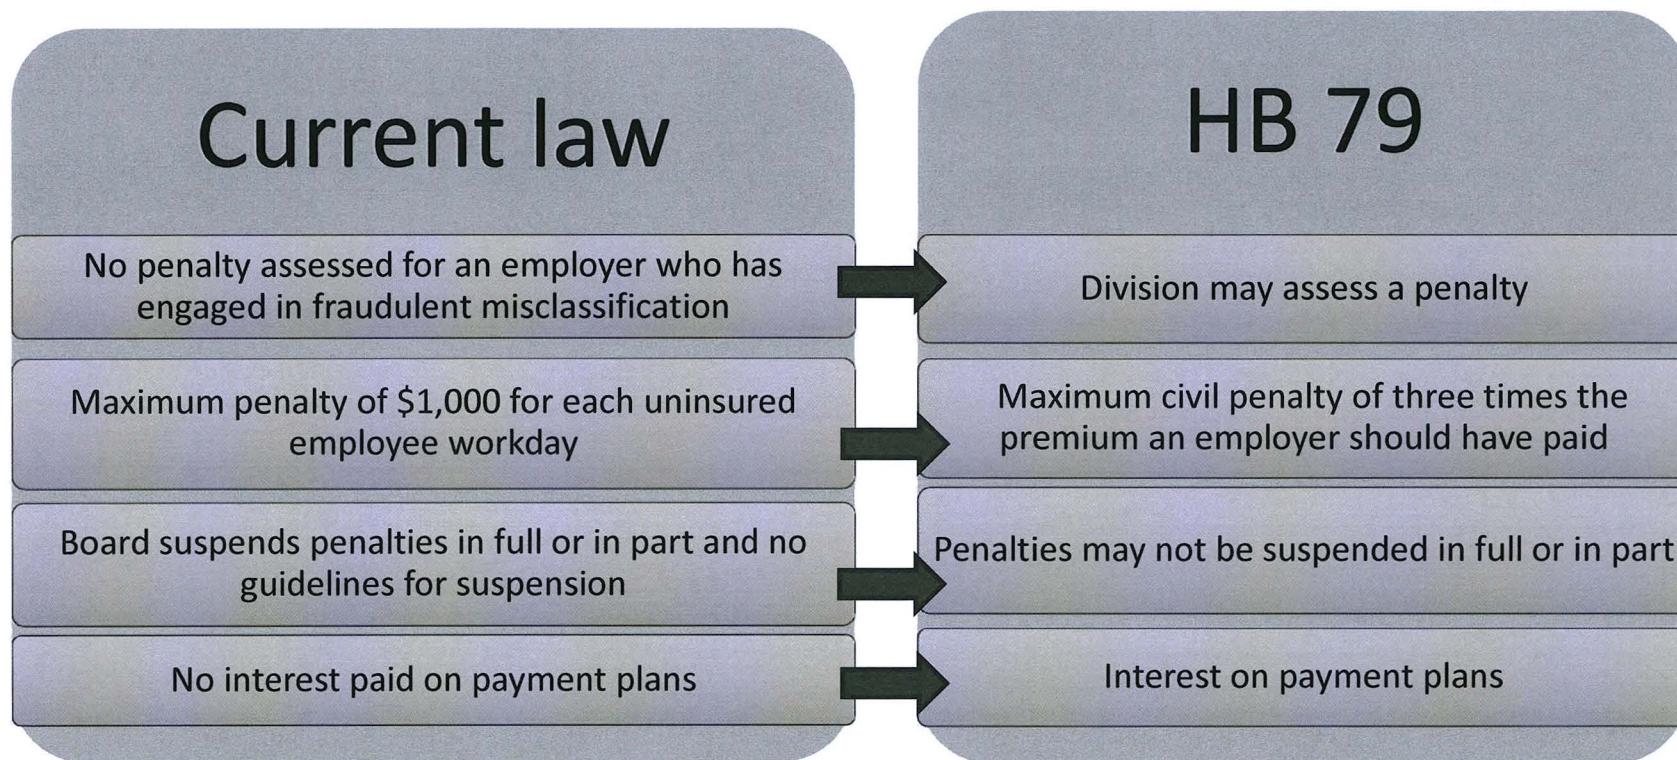 Current law
No penalty assessed for an employer who has
engaged in fraudulent misclassification
Maximum penalty of $1,000 for each uninsured
employee workday
Board suspends penalties in full or in part and no
guidelines for suspension
No interest paid on payment plans
HB 79
Division may assess a penalty
Maximum civil penalty of three times the
premium an employer should have paid
Penalties may not be suspended in full or in part
Interest on payment plans